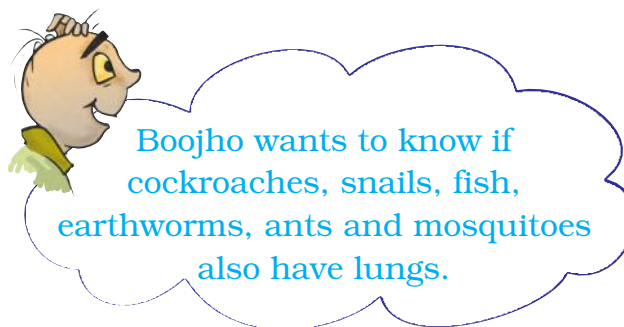 Boojho wants to know if
cockroaches, snails, fish,
earthworms, ants and mosquitoes
also have lungs.